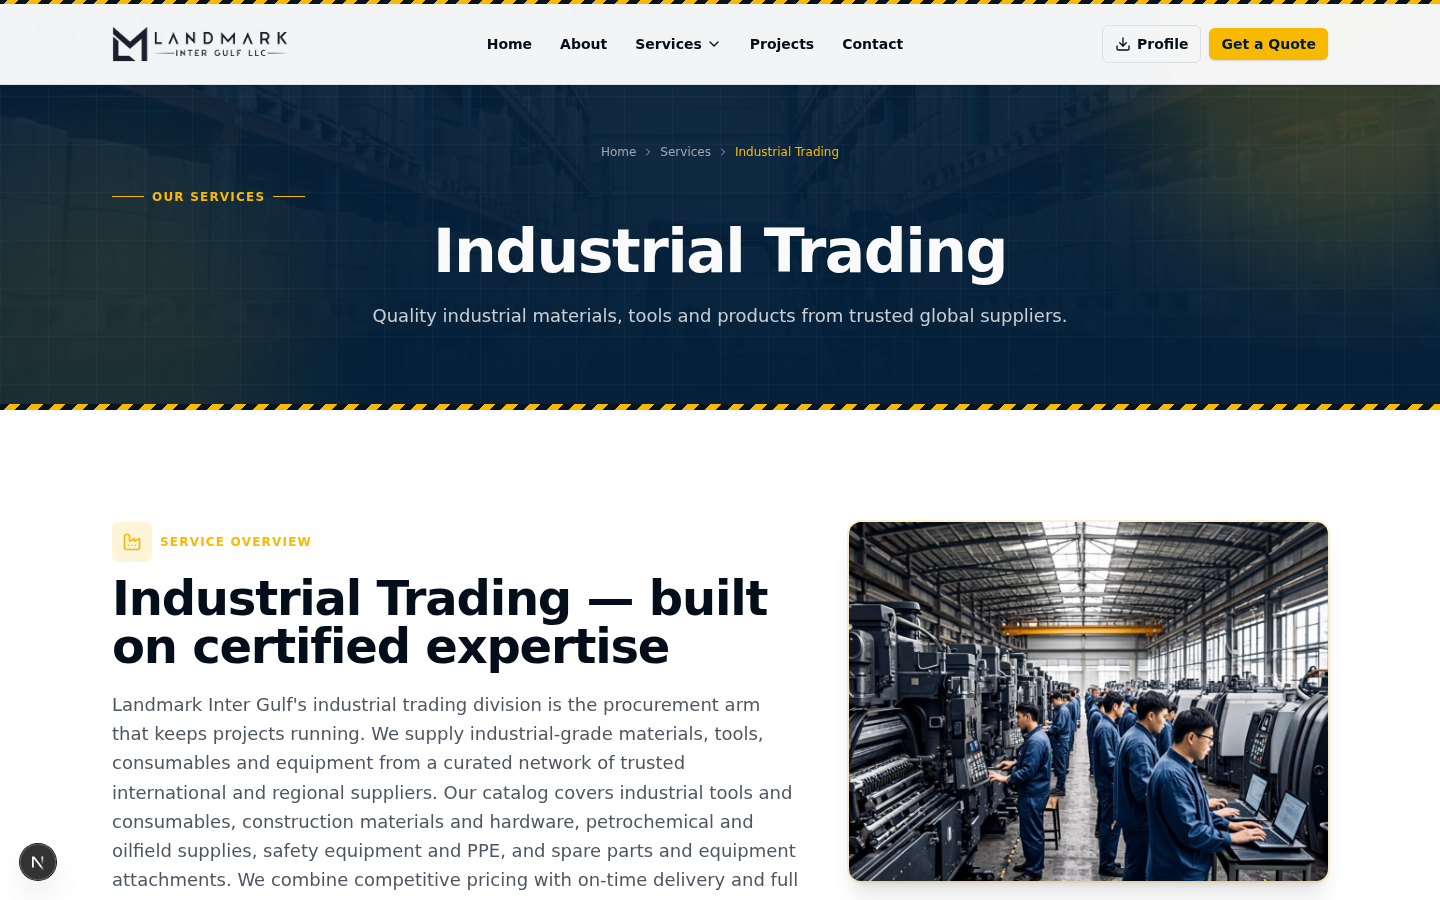 LANDMARK
INTER GULF LLC
Home
About
Services
Projects
Contact
Profile
Get a Quote
Home
Services
Industrial Trading
OUR SERVICES
Industrial Trading
Quality industrial materials, tools and products from trusted global suppliers.
SERVICE OVERVIEW
Industrial Trading — built
on certified expertise
Landmark Inter Gulf's industrial trading division is the procurement arm
that keeps projects running. We supply industrial-grade materials, tools,
consumables and equipment from a curated network of trusted
international and regional suppliers. Our catalog covers industrial tools and
consumables, construction materials and hardware, petrochemical and
oilfield supplies, safety equipment and PPE, and spare parts and equipment
attachments. We combine competitive pricing with on-time delivery and full
N